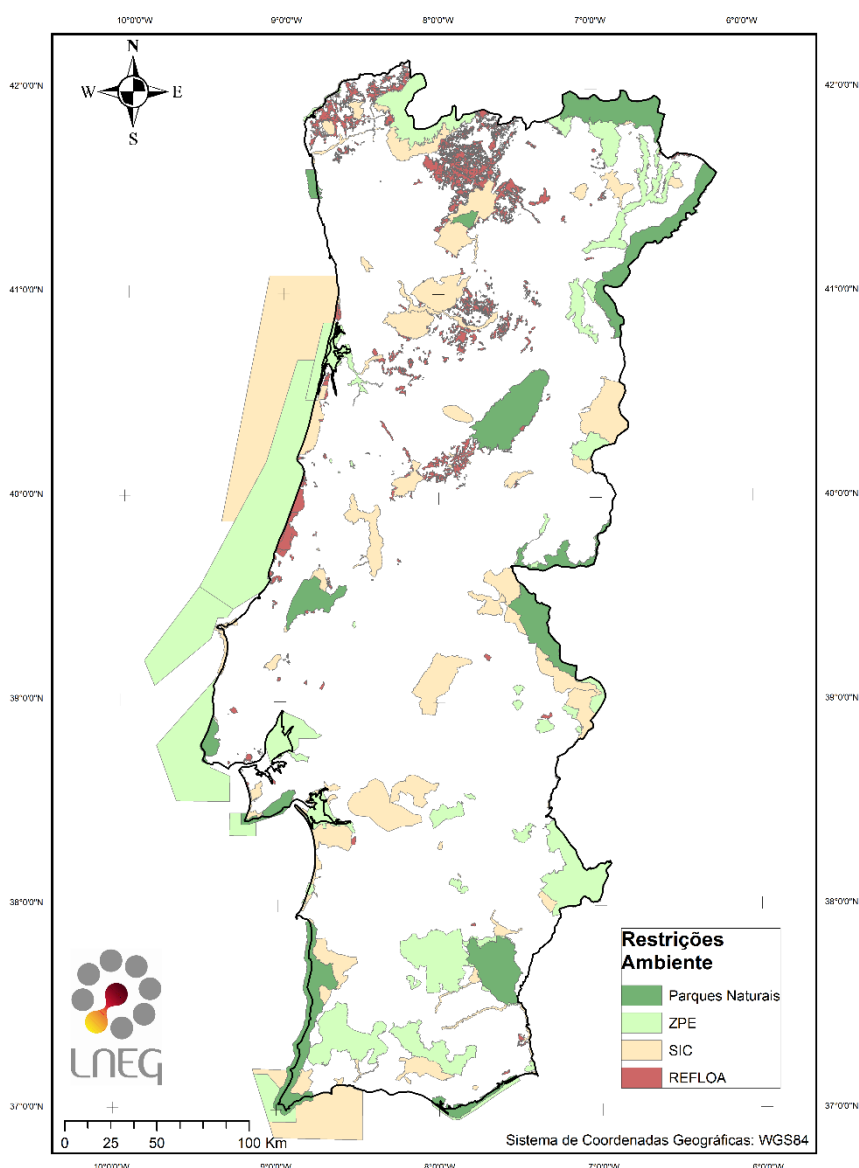 10°0'0"W 9°0'0"W 8°0'0"W 7°0'0"W 6°0'0"W
N
W E
S
42°0'0"N 42°0'0"N
41°0'0"N 41°0'0"N
40°0'0"N 40°0'0"N
39°0'0"N 39°0'0"N
38°0'0"N 38°0'0"N
Restrições
Ambiente
Parques Naturais
ZPE
SIC
REFLOA
LNEG
37°0'0"N 37°0'0"N
0 25 50 100 Km
Sistema de Coordenadas Geográficas: WGS84
10°0'0"W 9°0'0"W 8°0'0"W 7°0'0"W 6°0'0"W